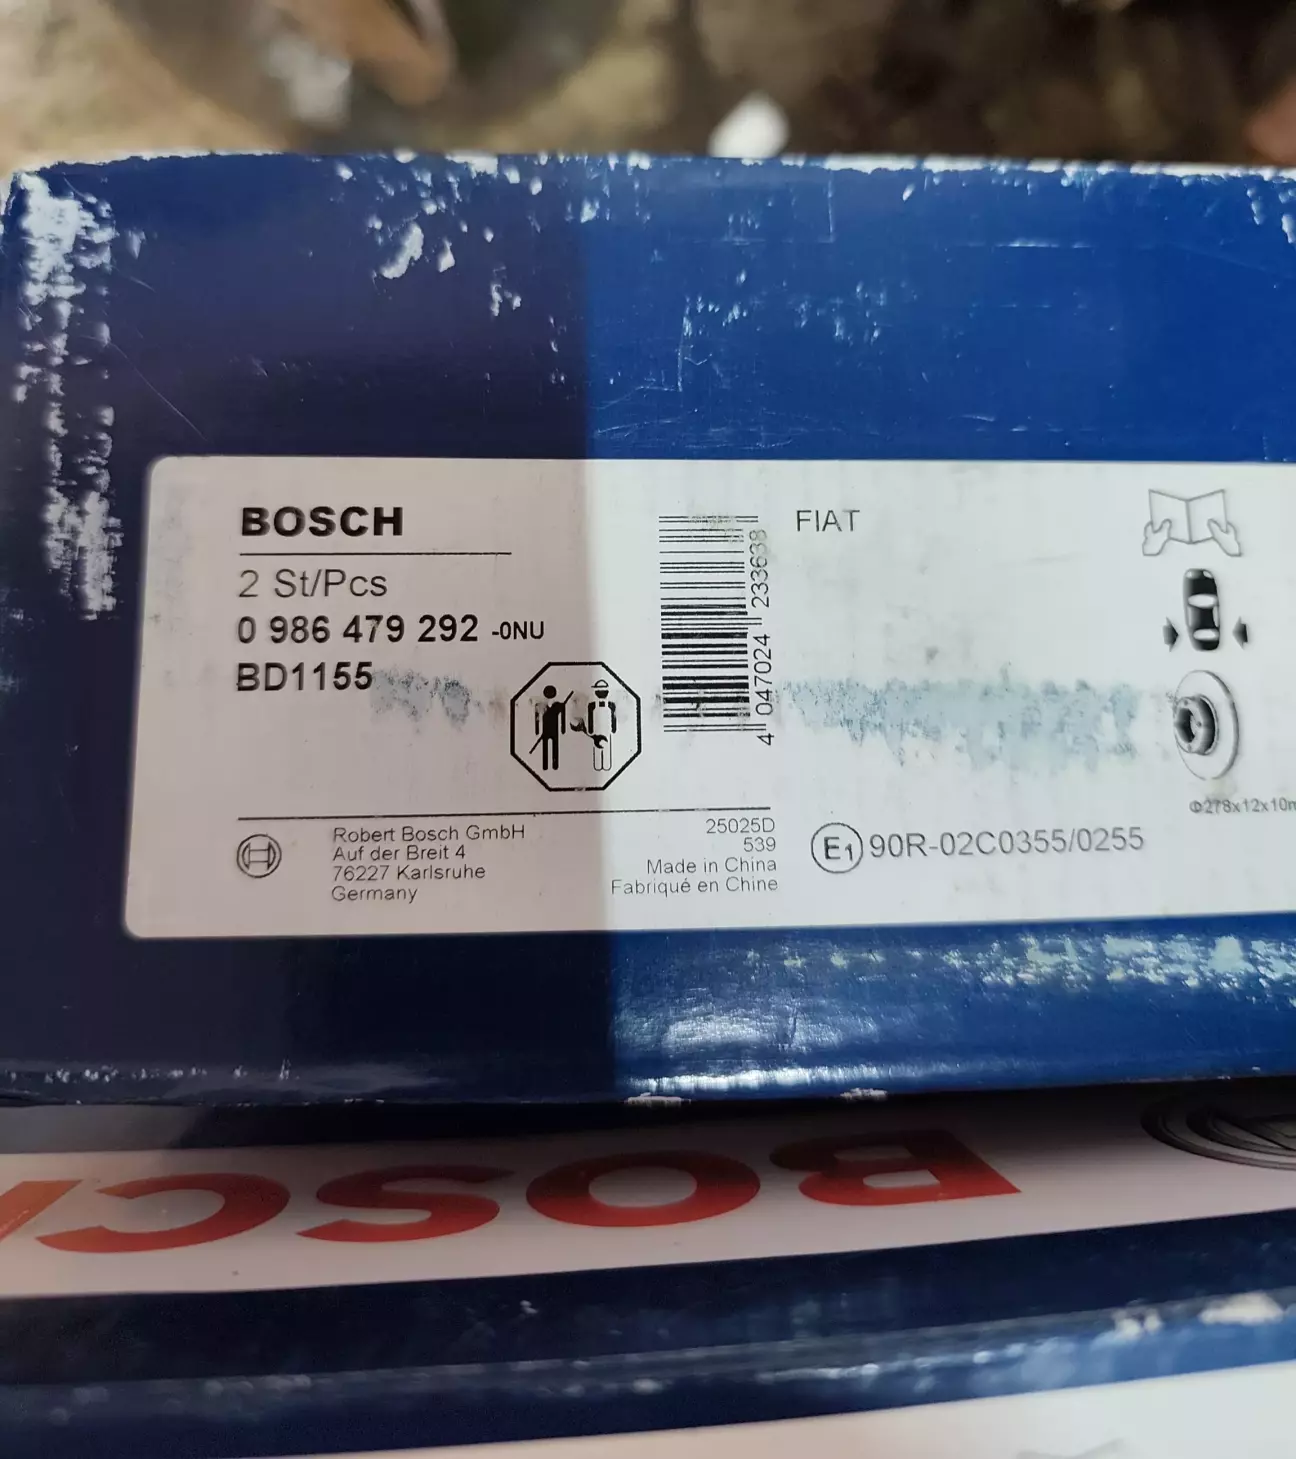 BOSCH
2 St/Pcs
0 986 479 292 -0NU
BD1155
4 047024 233638
FIAT
Φ278x12x10m
Robert Bosch GmbH
Auf der Breit 4
76227 Karlsruhe
Germany
25025D
539
Made in China
Fabriqué en Chine
E1 90R-02C0355/0255
BOSC